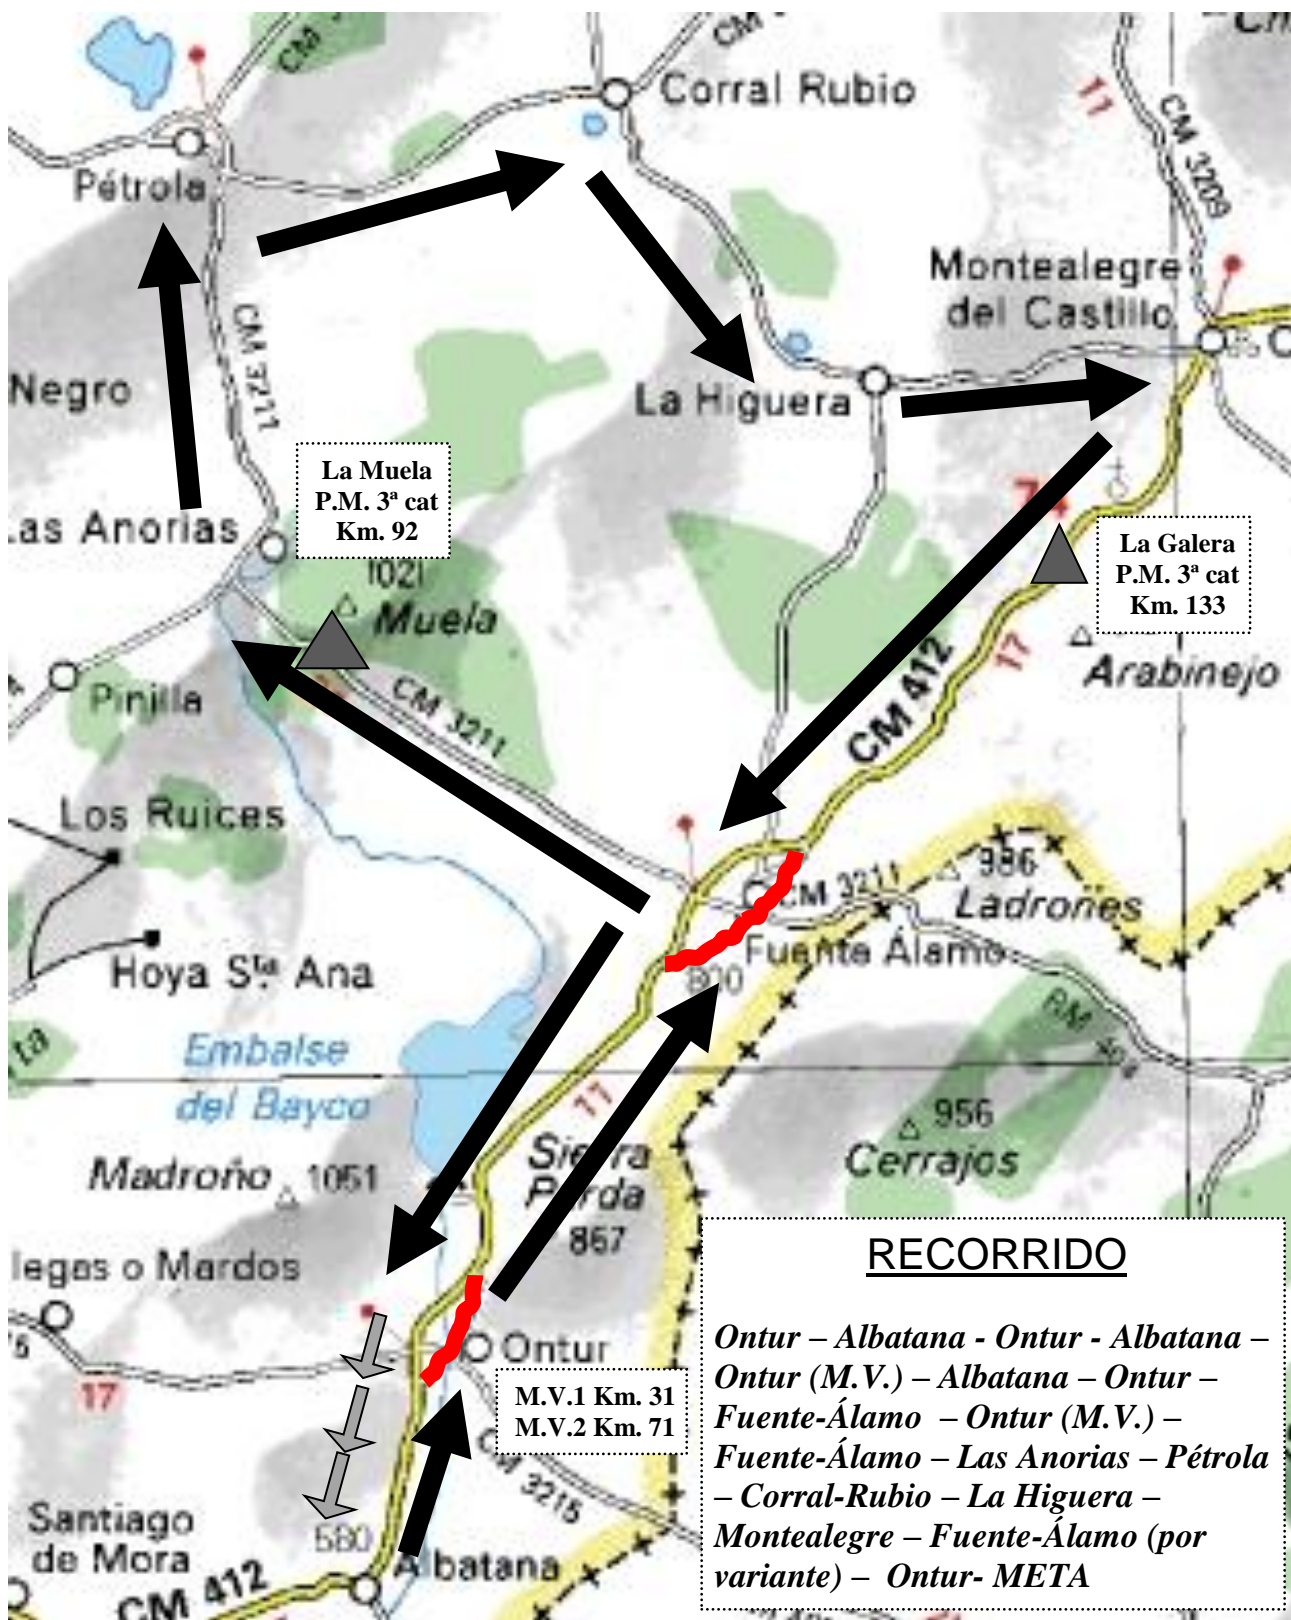 CM
CM
Corral Rubio
Pétrola
11
CM 3209
Montealegre
del Castillo
CM 3211
Negro
La Higuera
La Muela
P.M. 3ª cat
Km. 92
Las Anorias
La Galera
P.M. 3ª cat
Km. 133
1021
Muela
17
Arabinejo
CM 412
Pinilla
CM 3211
Los Ruices
CM 3211
986
Ladrones
Fuente Álamo
800
Hoya Sta. Ana
RM
Embalse
del Bayco
11
956
Cerrajos
Sierra
Parda
867
Madroño
1051
legas o Mardos
Ontur
17
M.V.1 Km. 31
M.V.2 Km. 71
CM 3215
Santiago
de Mora
580
Albatana
CM 412
RECORRIDO
Ontur – Albatana - Ontur - Albatana –
Ontur (M.V.) – Albatana – Ontur –
Fuente-Álamo – Ontur (M.V.) –
Fuente-Álamo – Las Anorias – Pétrola
– Corral-Rubio – La Higuera –
Montealegre – Fuente-Álamo (por
variante) – Ontur- META